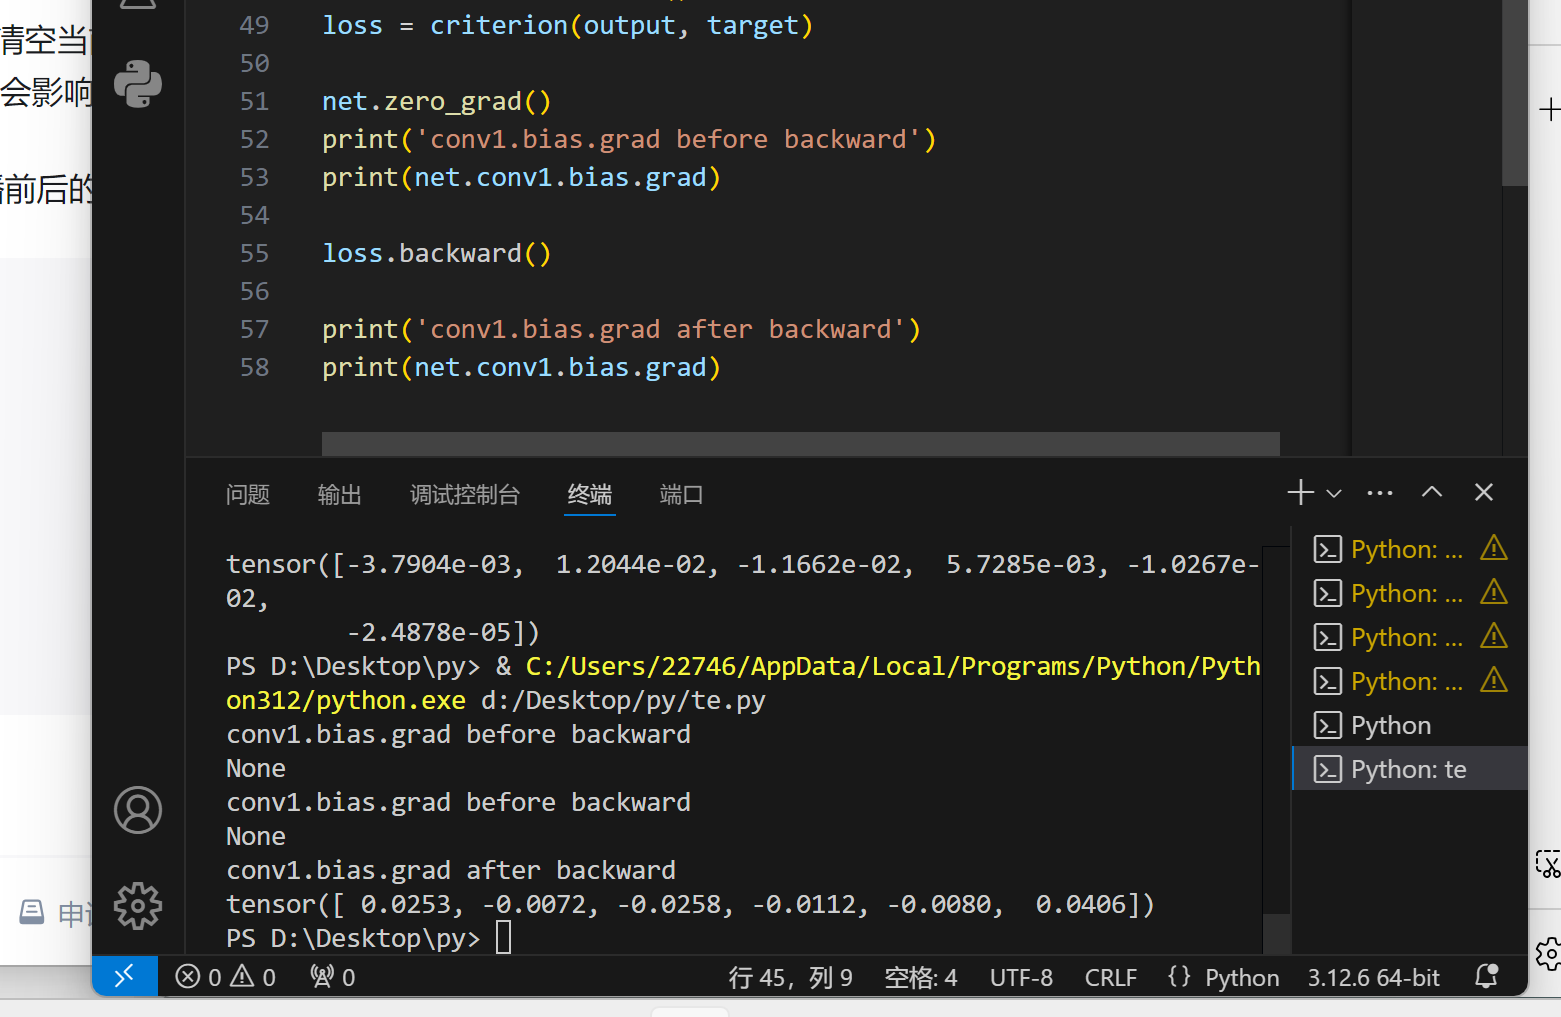 清空当
会影响
前后的
申
49 loss = criterion(output, target)
50
51 net.zero_grad()
52 print('conv1.bias.grad before backward')
53 print(net.conv1.bias.grad)
54
55 loss.backward()
56
57 print('conv1.bias.grad after backward')
58 print(net.conv1.bias.grad)
问题 输出 调试控制台 终端 端口
tensor([-3.7904e-03,  1.2044e-02, -1.1662e-02,  5.7285e-03, -1.0267e-
02,
        -2.4878e-05])
PS D:\Desktop\py> & C:/Users/22746/AppData/Local/Programs/Python/Pyth
on312/python.exe d:/Desktop/py/te.py
conv1.bias.grad before backward
None
conv1.bias.grad before backward
None
conv1.bias.grad after backward
tensor([ 0.0253, -0.0072, -0.0258, -0.0112, -0.0080,  0.0406])
PS D:\Desktop\py>
Python: ...
Python: ...
Python: ...
Python: ...
Python
Python: te
0 0 0 行 45, 列 9 空格: 4 UTF-8 CRLF {} Python 3.12.6 64-bit